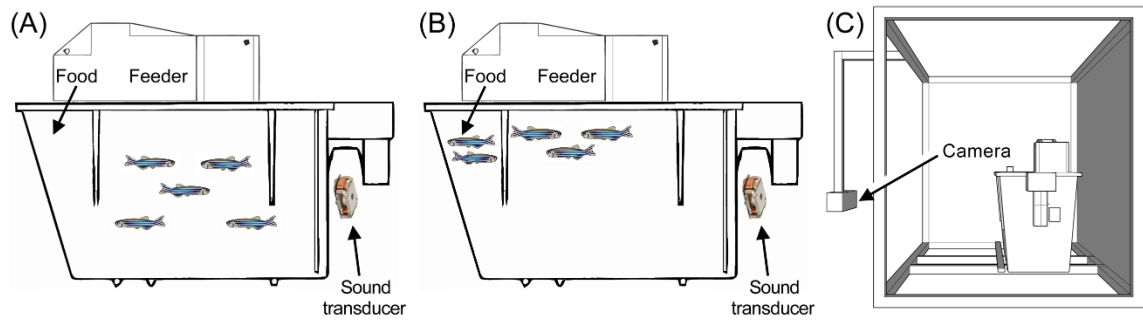 (A)
Food
Feeder
Sound
transducer
(B)
Food
Feeder
Sound
transducer
(C)
Camera